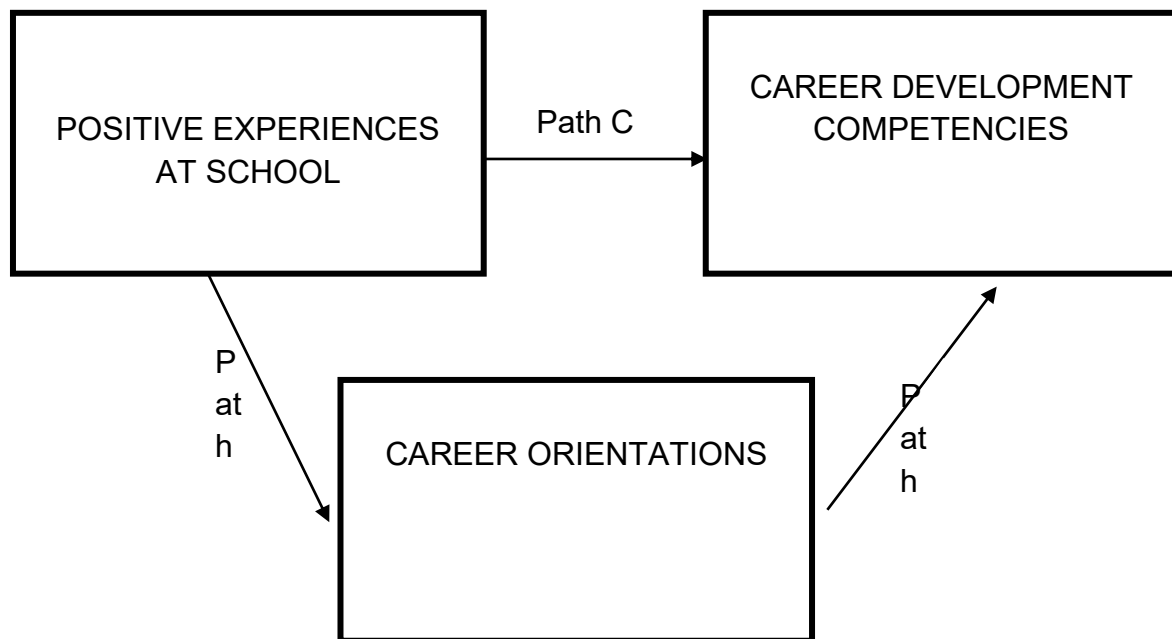 POSITIVE EXPERIENCES
AT SCHOOL
Path C
CAREER DEVELOPMENT
COMPETENCIES
P
at
h
CAREER ORIENTATIONS
P
at
h